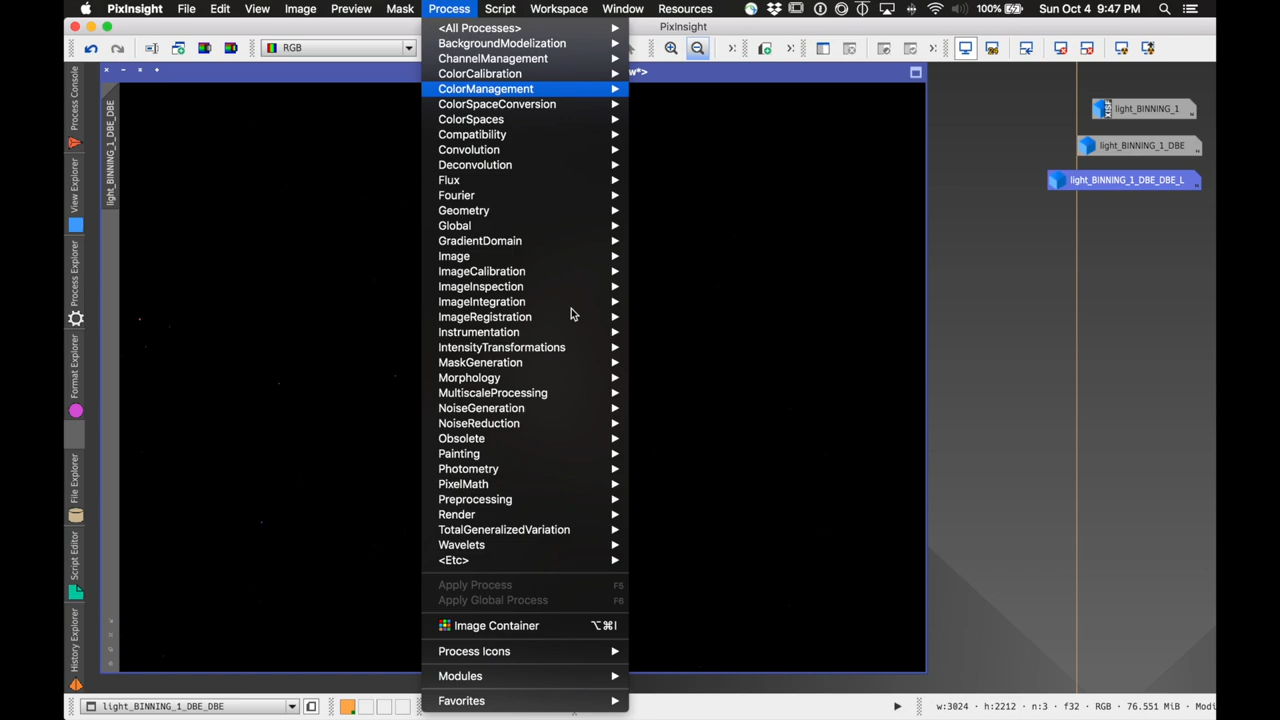 PixInsight File Edit View Image Preview Mask Process Script Workspace Window Resources 100% Sun Oct 4 9:47 PM
PixInsight
RGB
w*>
Process Console
View Explorer
Process Explorer
Format Explorer
File Explorer
Script Editor
History Explorer
light_BINNING_1_DBE_DBE
<All Processes>
BackgroundModelization
ChannelManagement
ColorCalibration
ColorManagement
ColorSpaceConversion
ColorSpaces
Compatibility
Convolution
Deconvolution
Flux
Fourier
Geometry
Global
GradientDomain
Image
ImageCalibration
ImageInspection
ImageIntegration
ImageRegistration
Instrumentation
IntensityTransformations
MaskGeneration
Morphology
MultiscaleProcessing
NoiseGeneration
NoiseReduction
Obsolete
Painting
Photometry
PixelMath
Preprocessing
Render
TotalGeneralizedVariation
Wavelets
<Etc>
Apply Process F5
Apply Global Process F6
Image Container ⌥⌘I
Process Icons
Modules
Favorites
light_BINNING_1
light_BINNING_1_DBE
light_BINNING_1_DBE_DBE_L
light_BINNING_1_DBE_DBE
w:3024 · h:2212 · n:3 · f32 · RGB · 76.551 MiB · Modi